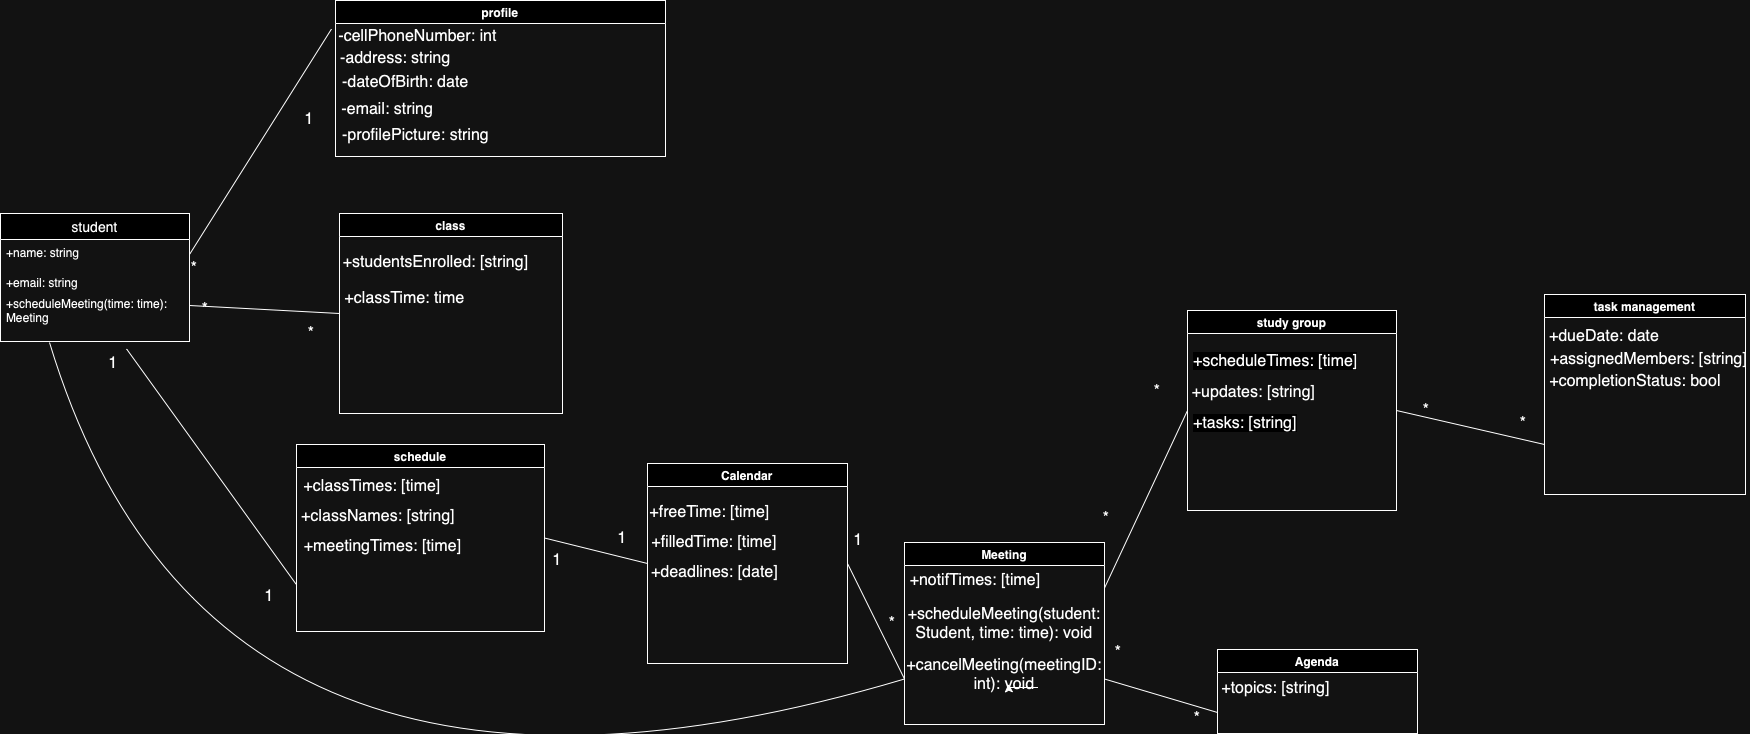 profile
-cellPhoneNumber: int
-address: string
-dateOfBirth: date
-email: string
-profilePicture: string
1
*
student
+name: string
+email: string
+scheduleMeeting(time: time):
Meeting
*
*
1
1
class
+studentsEnrolled: [string]
+classTime: time
schedule
+classTimes: [time]
+classNames: [string]
+meetingTimes: [time]
1
1
Calendar
+freeTime: [time]
+filledTime: [time]
+deadlines: [date]
1
*
Meeting
+notifTimes: [time]
+scheduleMeeting(student:
Student, time: time): void
+cancelMeeting(meetingID:
int): void
*
*
study group
+scheduleTimes: [time]
+updates: [string]
+tasks: [string]
*
*
task management
+dueDate: date
+assignedMembers: [string]
+completionStatus: bool
*
*
Agenda
+topics: [string]